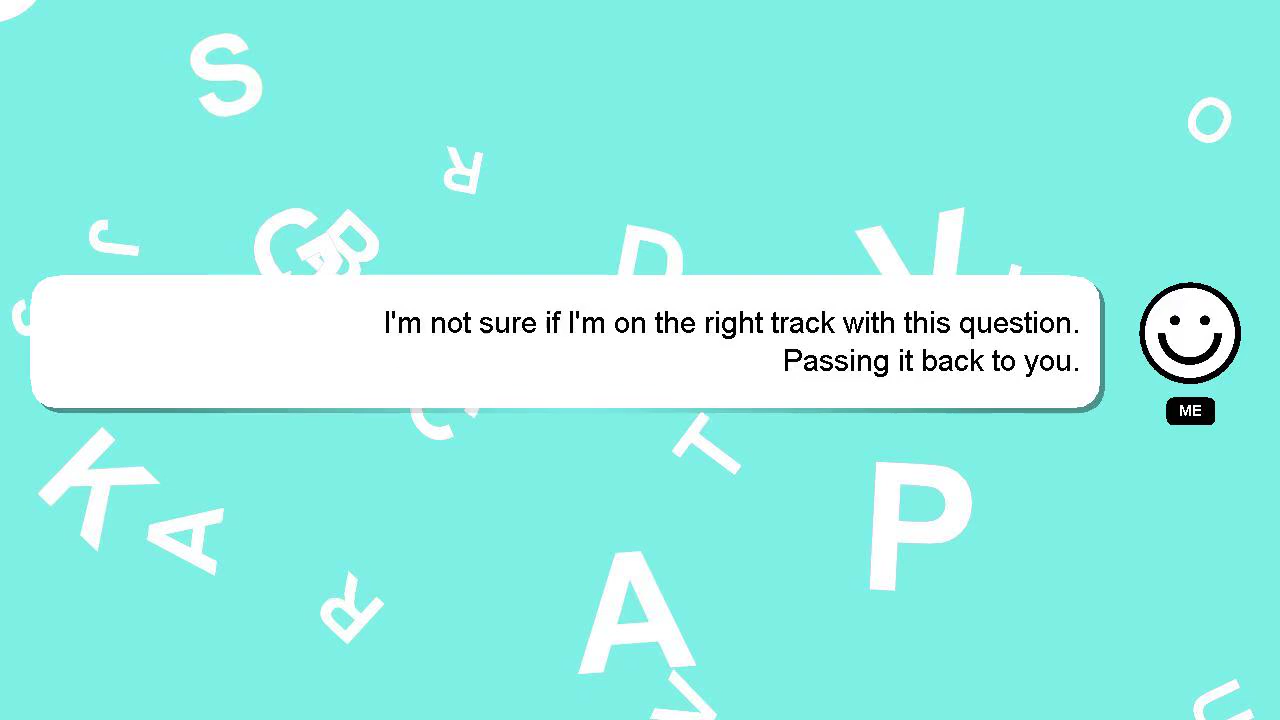 S
O
R
J
G
B
D
V
I'm not sure if I'm on the right track with this question.
Passing it back to you.
ME
K
T
P
A
R
A